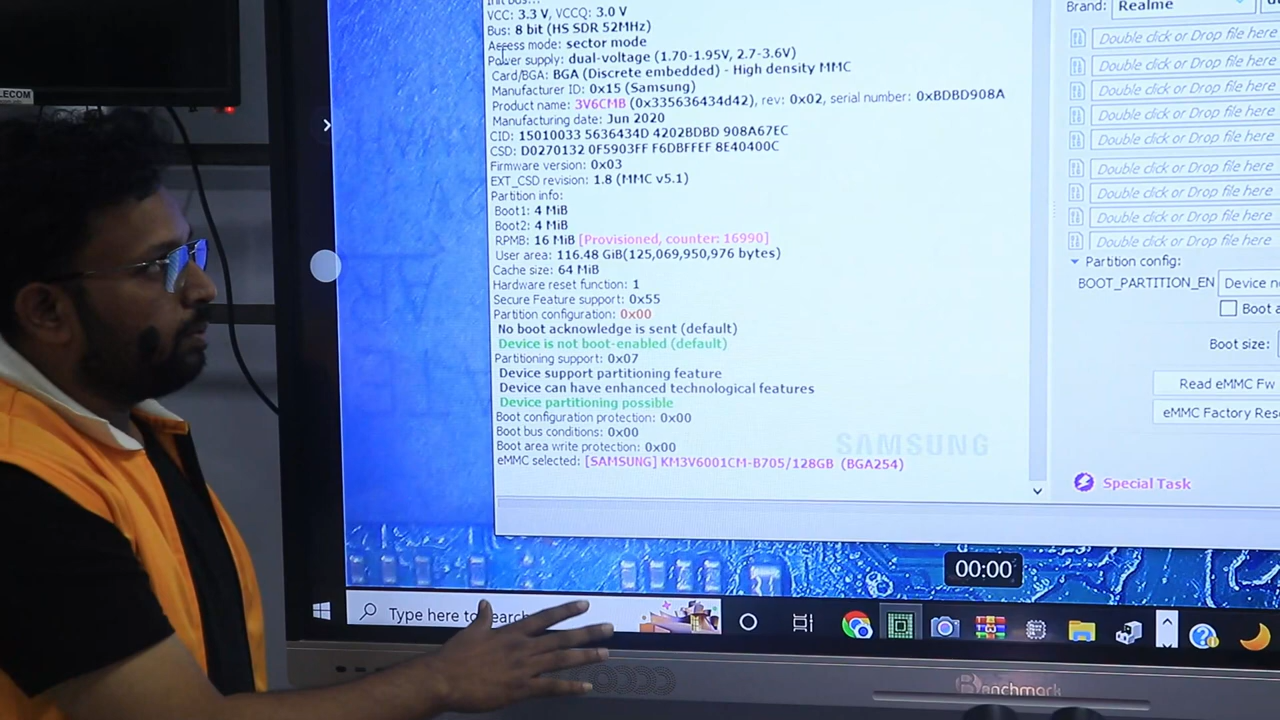 VCC: 3.3 V, VCCQ: 3.0 V
Bus: 8 bit (HS SDR 52MHz)
Access mode: sector mode
Power supply: dual-voltage (1.70-1.95V, 2.7-3.6V)
Card/BGA: BGA (Discrete embedded) - High density MMC
Manufacturer ID: 0x15 (Samsung)
Product name: 3V6CMB (0x335636434d42), rev: 0x02, serial number: 0xBDBD908A
Manufacturing date: Jun 2020
CID: 15010033 5636434D 4202BDBD 908A67EC
CSD: D0270132 0F5903FF F6DBFFEF 8E40400C
Firmware version: 0x03
EXT_CSD revision: 1.8 (MMC v5.1)
Partition info:
Boot1: 4 MiB
Boot2: 4 MiB
RPMB: 16 MiB [Provisioned, counter: 16990]
User area: 116.48 GiB(125,069,950,976 bytes)
Cache size: 64 MiB
Hardware reset function: 1
Secure Feature support: 0x55
Partition configuration: 0x00
No boot acknowledge is sent (default)
Device is not boot-enabled (default)
Partitioning support: 0x07
Device support partitioning feature
Device can have enhanced technological features
Device partitioning possible
Boot configuration protection: 0x00
Boot bus conditions: 0x00
Boot area write protection: 0x00
eMMC selected: [SAMSUNG] KM3V6001CM-B705/128GB (BGA254)
SAMSUNG
Brand: Realme
Double click or Drop file here
Double click or Drop file here
Double click or Drop file here
Double click or Drop file here
Double click or Drop file here
Double click or Drop file here
Double click or Drop file here
Double click or Drop file here
Double click or Drop file here
Partition config:
BOOT_PARTITION_EN Device
Boot
Boot size:
Read eMMC Fw
eMMC Factory
Special Task
00:00
Type here to search
Benchmark